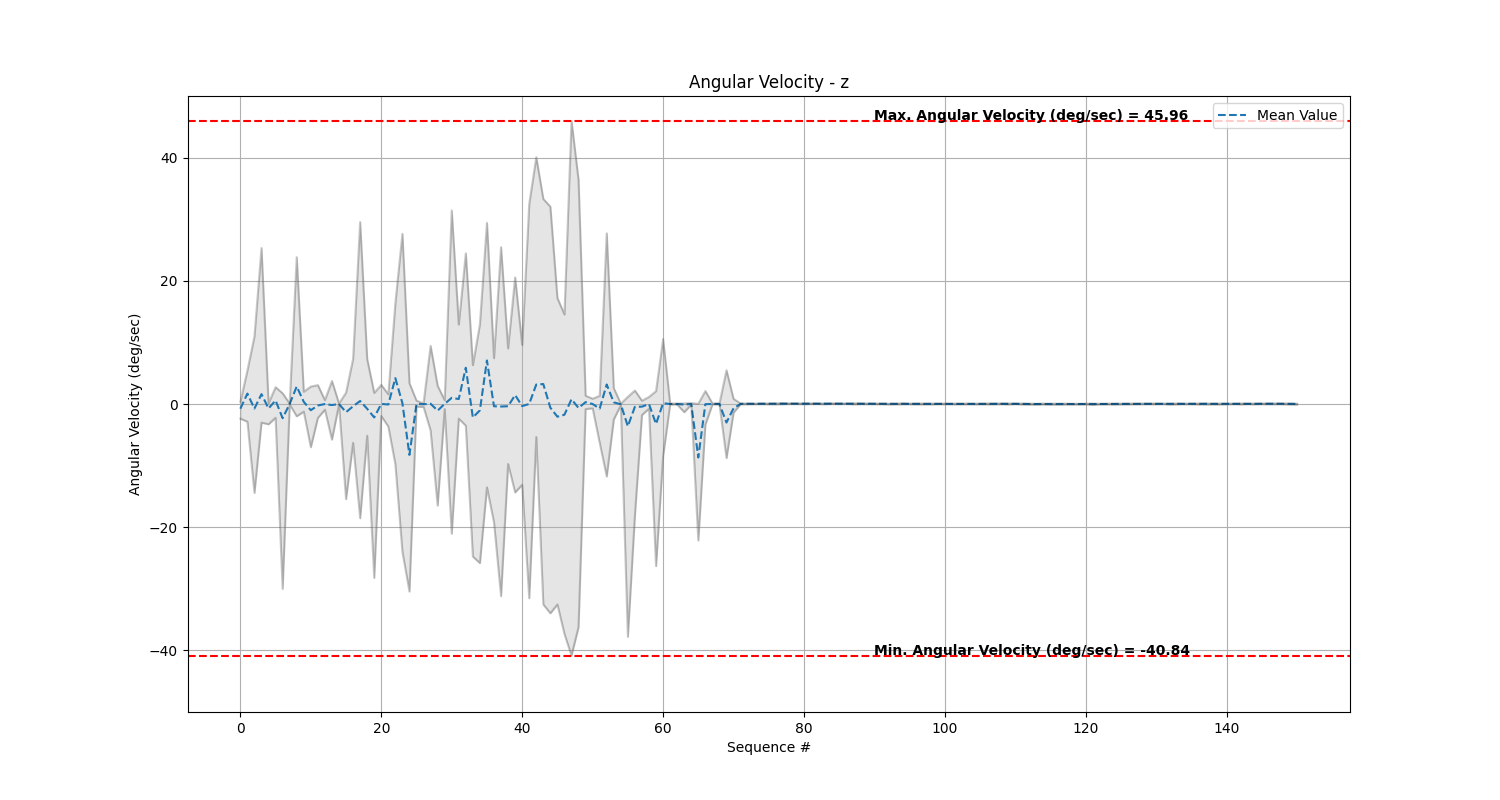 Angular Velocity - z
Max. Angular Velocity (deg/sec) = 45.96
Mean Value
40
20
0
−20
−40
Angular Velocity (deg/sec)
Min. Angular Velocity (deg/sec) = -40.84
0 20 40 60 80 100 120 140
Sequence #